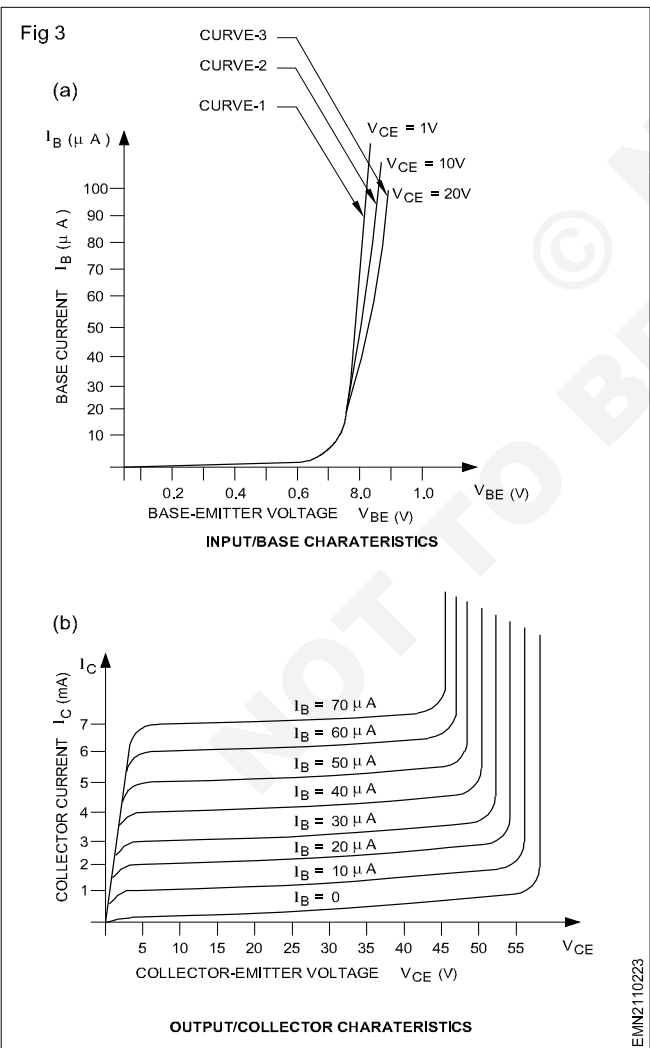 Fig 3
CURVE-3
CURVE-2
(a)
CURVE-1
I_B (μ A)
V_CE = 1V
V_CE = 10V
V_CE = 20V
100
90
80
70
60
50
40
30
20
10
BASE CURRENT I_B (μ A)
0.2 0.4 0.6 8.0 1.0 V_BE (V)
BASE-EMITTER VOLTAGE V_BE (V)
INPUT/BASE CHARATERISTICS
(b)
I_C
COLLECTOR CURRENT I_C (mA)
7
6
5
4
3
2
1
I_B = 70 μ A
I_B = 60 μ A
I_B = 50 μ A
I_B = 40 μ A
I_B = 30 μ A
I_B = 20 μ A
I_B = 10 μ A
I_B = 0
5 10 15 20 25 30 35 40 45 50 55 V_CE
COLLECTOR-EMITTER VOLTAGE V_CE (V)
OUTPUT/COLLECTOR CHARATERISTICS
EMN2110223
© N
NOT TO BE